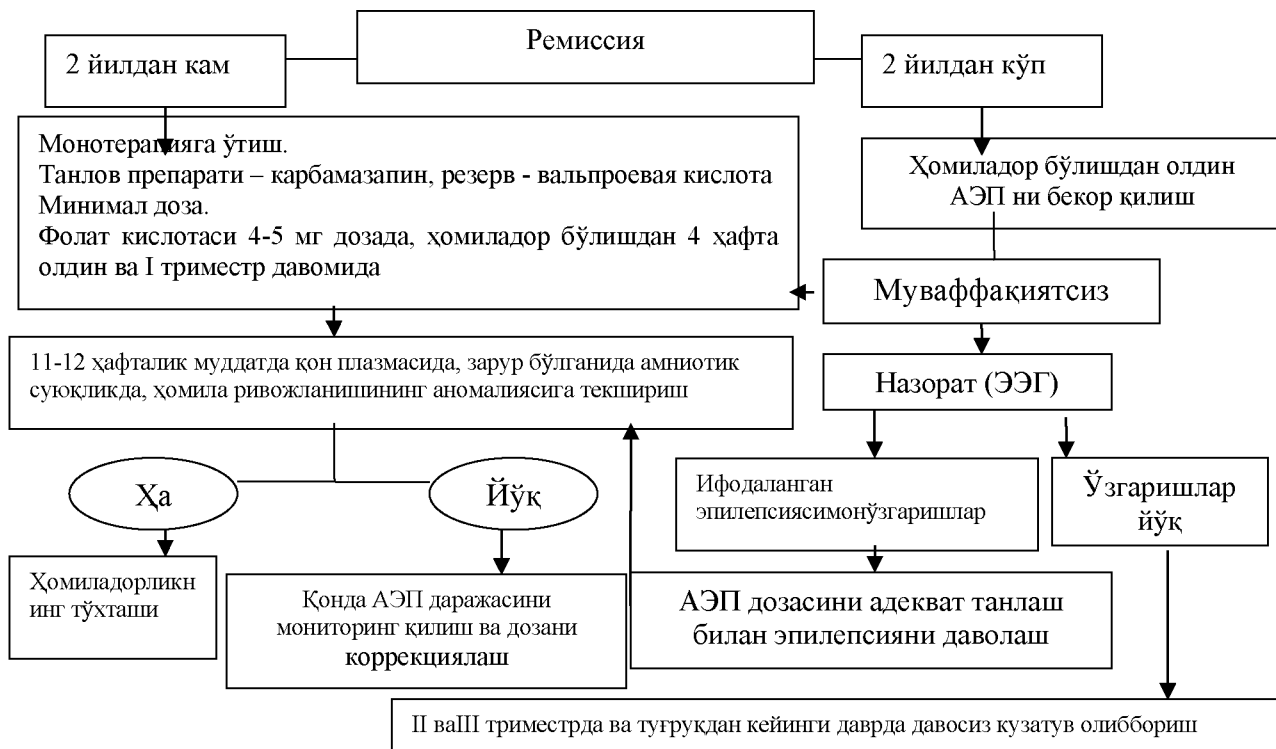 Ремиссия
2 йилдан кам
2 йилдан кўп
Монотерапияга ўтиш.
Танлов препарати – карбамазапин, резерв - вальпроевая кислота
Минимал доза.
Фолат кислотаси 4-5 мг дозада, ҳомиладор бўлишдан 4 ҳафта
олдин ва I триместр давомида
Ҳомиладор бўлишдан олдин
АЭП ни бекор қилиш
Муваффақиятсиз
11-12 ҳафталик муддатда қон плазмасида, зарур бўлганида амниотик
суюқликда, ҳомила ривожланишининг аномалиясига текшириш
Назорат (ЭЭГ)
Ҳа
Йўқ
Ифодаланган
эпилепсиясимонўзгаришлар
Ўзгаришлар
йўқ
Ҳомиладорликн
инг тўхташи
Қонда АЭП даражасини
мониторинг қилиш ва дозани
коррекциялаш
АЭП дозасини адекват танлаш
билан эпилепсияни даволаш
II ваIII триместрда ва туғруқдан кейинги даврда давосиз кузатув олиббориш